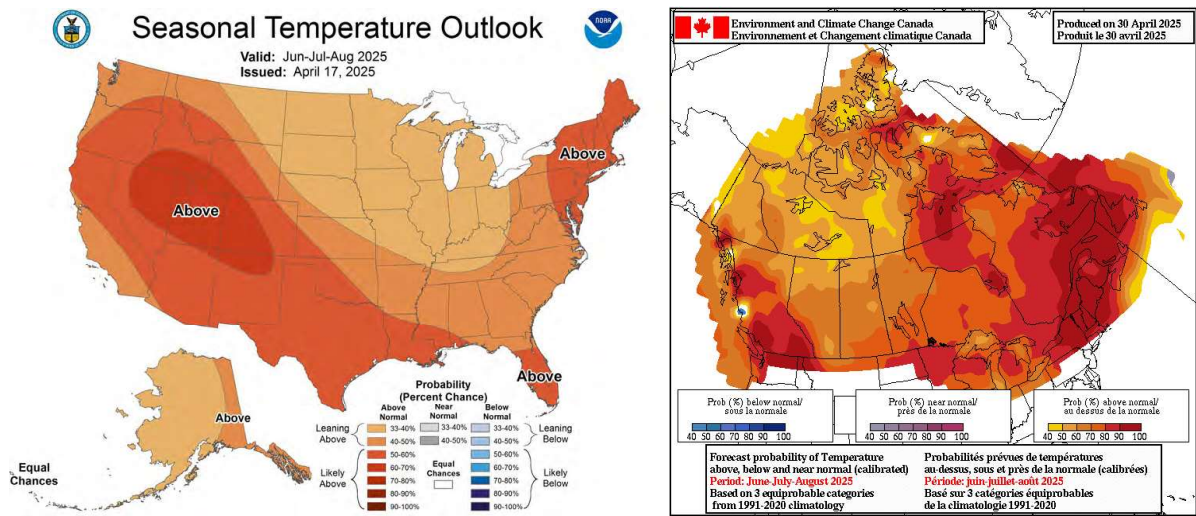 Seasonal Temperature Outlook
Valid: Jun-Jul-Aug 2025
Issued: April 17, 2025
NOAA
Above
Above
Above
Above
Equal
Chances
Probability
(Percent Chance)
Above
Normal
Near
Normal
Below
Normal
Leaning
Above
33-40%
40-50%
33-40%
40-50%
33-40%
40-50%
Leaning
Below
Likely
Above
50-60%
60-70%
70-80%
80-90%
90-100%
Equal
Chances
50-60%
60-70%
70-80%
80-90%
90-100%
Likely
Below
Environment and Climate Change Canada
Environnement et Changement climatique Canada
Produced on 30 April 2025
Produit le 30 avril 2025
Prob (%) below normal/
sous la normale
40 50 60 70 80 90 100
Prob (%) near normal/
près de la normale
40 50 60 70 80 90 100
Prob (%) above normal/
au dessus de la normale
40 50 60 70 80 90 100
Forecast probability of Temperature
above, below and near normal (calibrated)
Period: June-July-August 2025
Based on 3 equiprobable categories
from 1991-2020 climatology
Probabilités prévues de températures
au-dessus, sous et près de la normale (calibrées)
Période: juin-juillet-août 2025
Basé sur 3 catégories équiprobables
de la climatologie 1991-2020